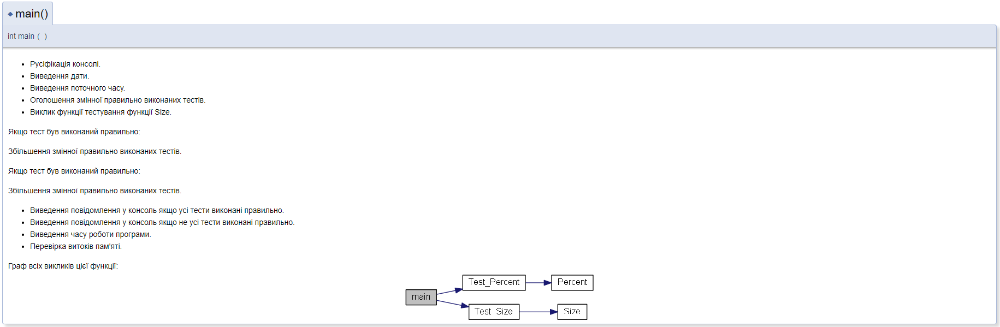 main()
int main ( )
Русіфікація консолі.
Виведення дати.
Виведення поточного часу.
Оголошення змінної правильно виконаних тестів.
Виклик функції тестування функції Size.
Якщо тест був виконаний правильно:
Збільшення змінної правильно виконаних тестів.
Якщо тест був виконаний правильно:
Збільшення змінної правильно виконаних тестів.
Виведення повідомлення у консоль якщо усі тести виконані правильно.
Виведення повідомлення у консоль якщо не усі тести виконані правильно.
Виведення часу роботи програми.
Перевірка витоків пам'яті.
Граф всіх викликів цієї функції:
main
Test_Percent
Percent
Test_Size
Size